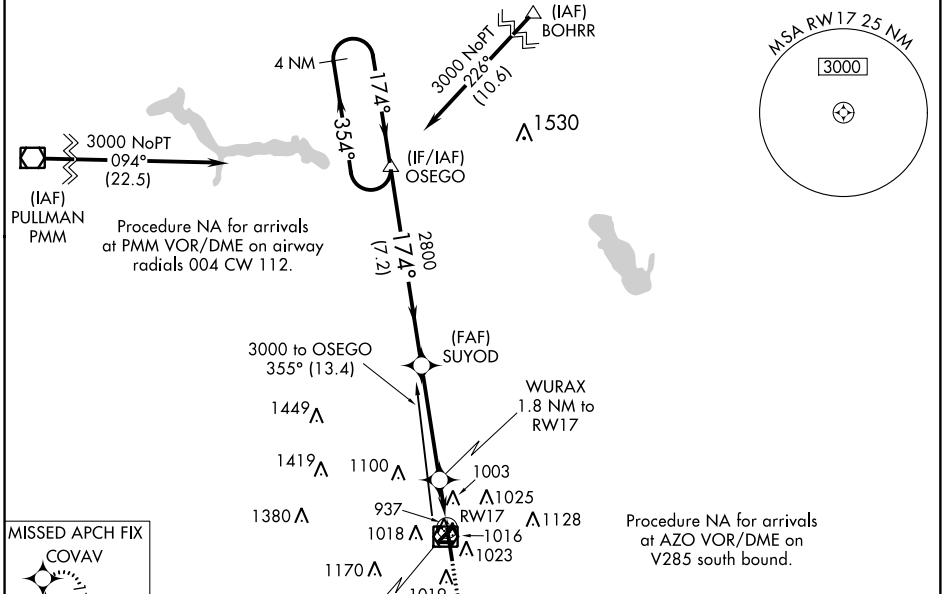 (IAF)
BOHRR
3000 NoPT
226°
(10.6)
MSA RW17 25 NM
3000
4 NM
174°
354°
1530
3000 NoPT
094°
(22.5)
(IF/IAF)
OSEGO
(IAF)
PULLMAN
PMM
Procedure NA for arrivals
at PMM VOR/DME on airway
radials 004 CW 112.
2800
174°
(7.2)
(FAF)
SUYOD
3000 to OSEGO
355° (13.4)
WURAX
1.8 NM to
RW17
1449
1419
1100
1003
1025
1380
937
RW17
1128
1018
1016
1023
Procedure NA for arrivals
at AZO VOR/DME on
V285 south bound.
MISSED APCH FIX
COVAV
1170